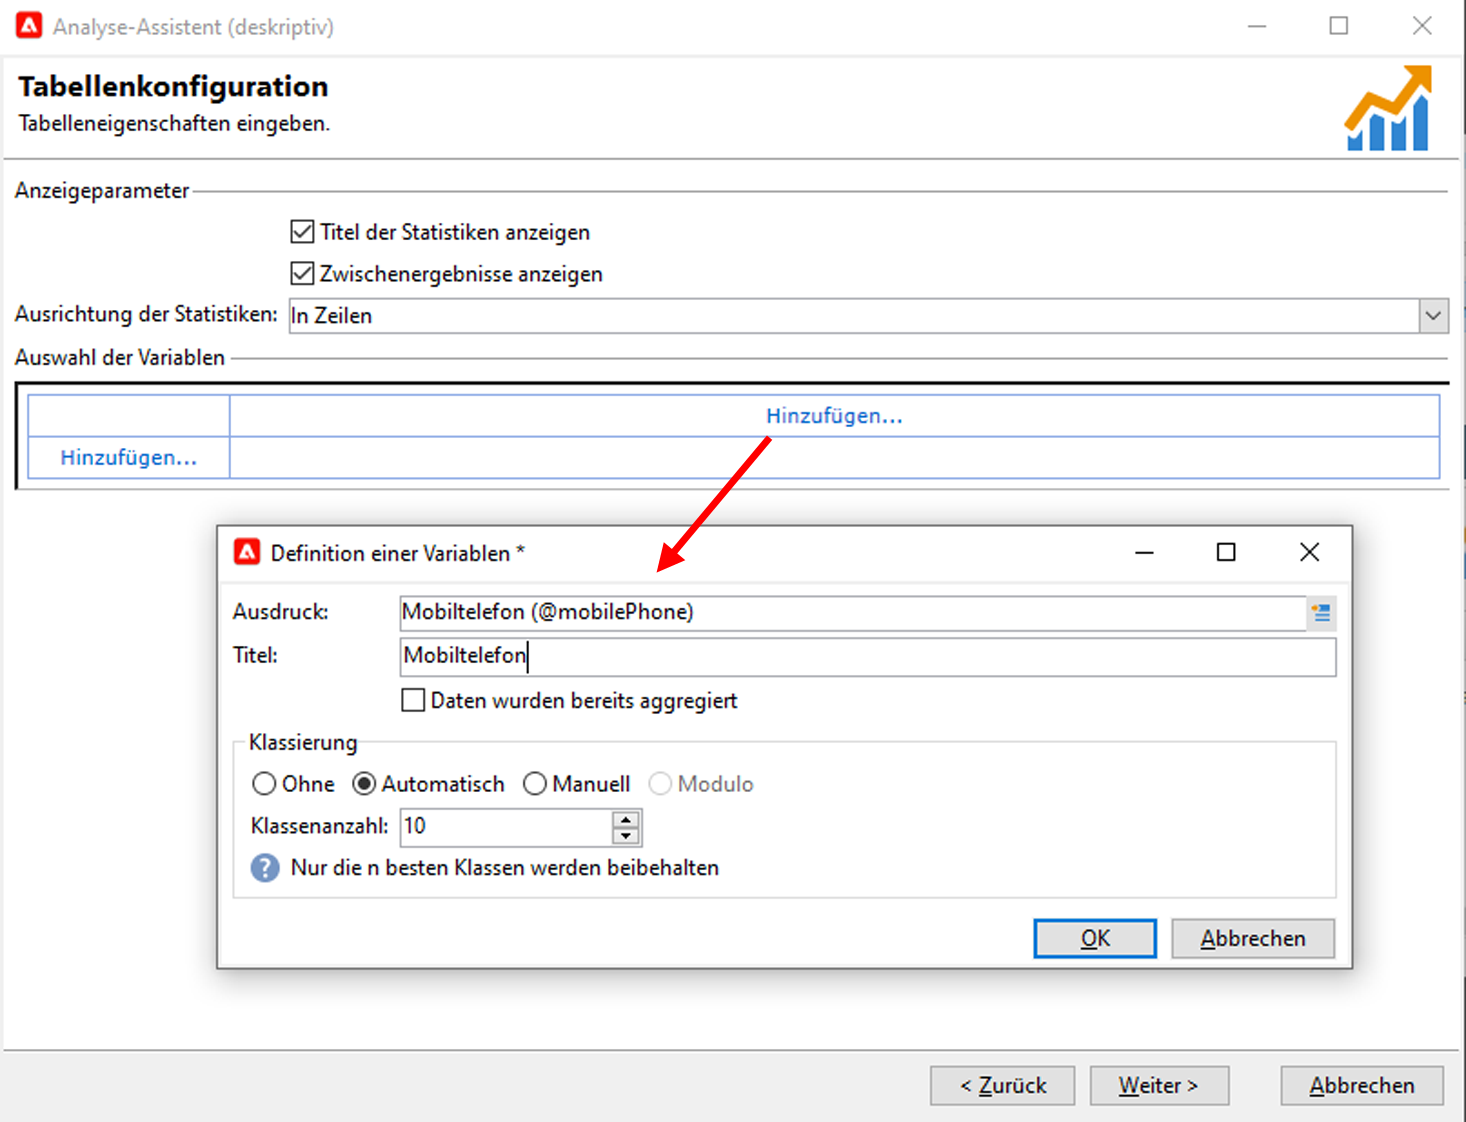 Analyse-Assistent (deskriptiv)
Tabellenkonfiguration
Tabelleneigenschaften eingeben.
Anzeigeparameter
Titel der Statistiken anzeigen
Zwischenergebnisse anzeigen
Ausrichtung der Statistiken: In Zeilen
Auswahl der Variablen
Hinzufügen...
Hinzufügen...
Definition einer Variablen *
Ausdruck: Mobiltelefon (@mobilePhone)
Titel: Mobiltelefon
Daten wurden bereits aggregiert
Klassierung
Ohne Automatisch Manuell Modulo
Klassenanzahl: 10
? Nur die n besten Klassen werden beibehalten
OK Abbrechen
< Zurück Weiter > Abbrechen